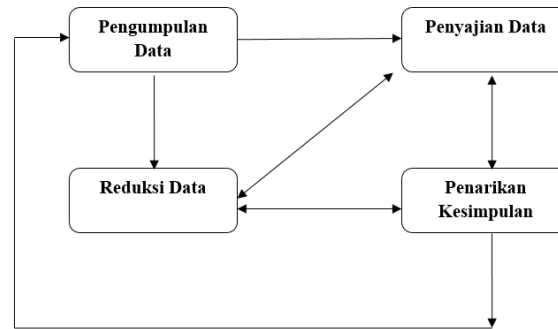 Pengumpulan
Data
Penyajian Data
Reduksi Data
Penarikan
Kesimpulan